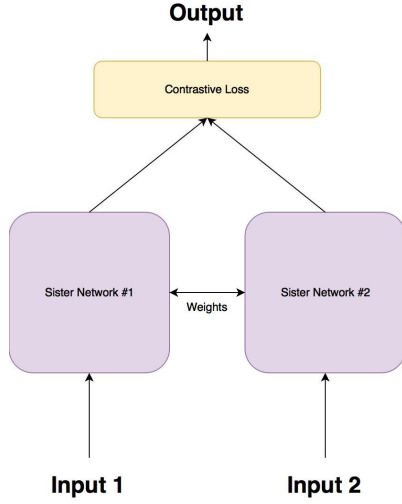 Output
Contrastive Loss
Sister Network #1
Sister Network #2
Weights
Input 1
Input 2